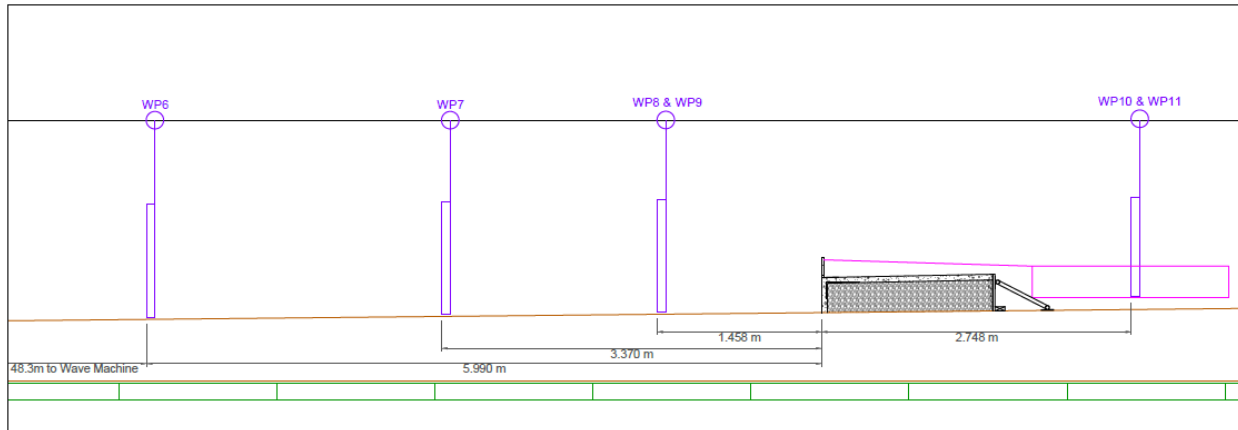 WP6
WP7
WP8 & WP9
WP10 & WP11
1.458 m
2.748 m
3.370 m
48.3m to Wave Machine
5.990 m